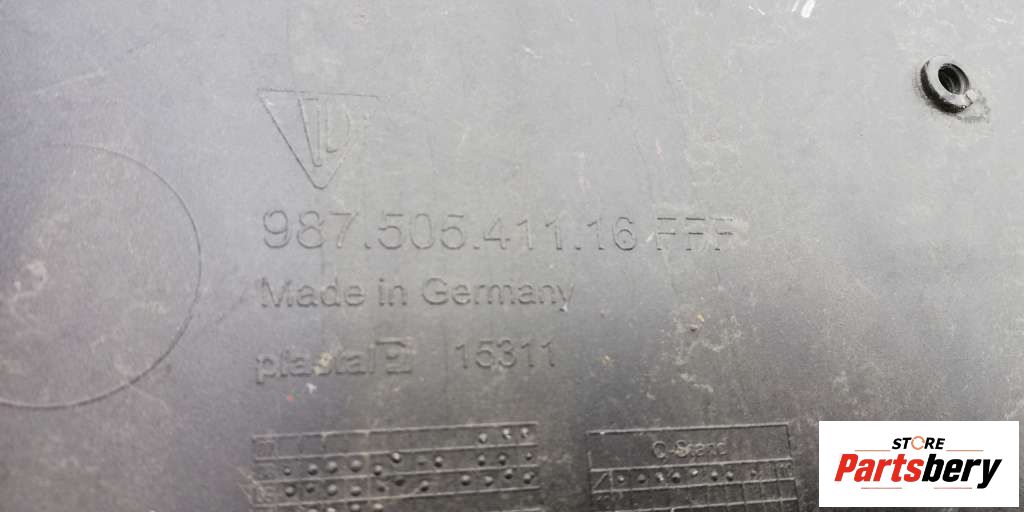 987.505.411.16 FFF
Made in Germany
plastal 15311
Q-Stand
STORE
Partsbery